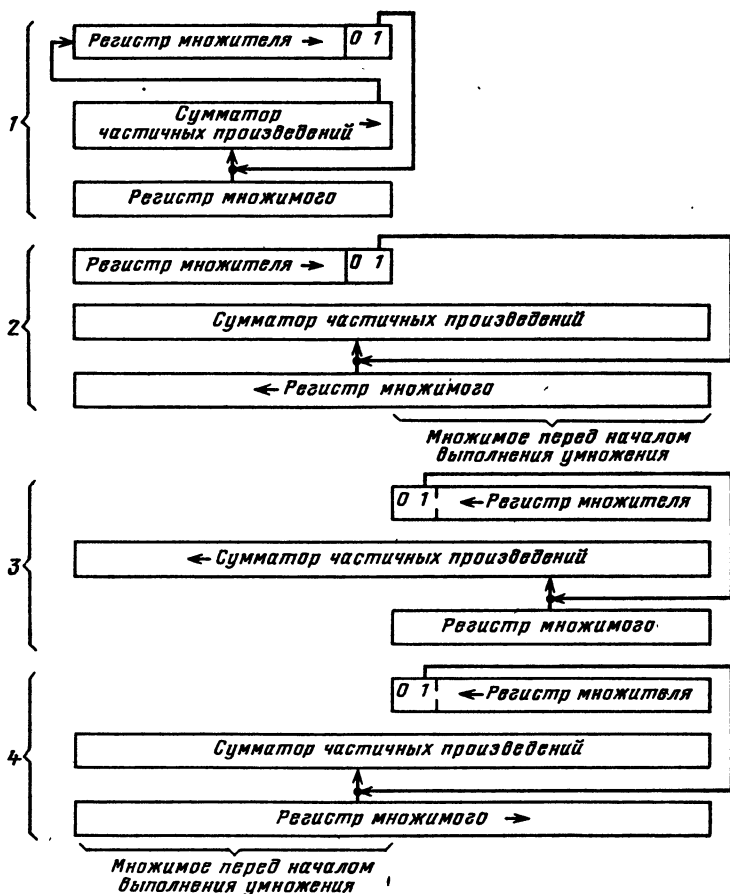 1
Регистр множителя → 0 1
Сумматор
частичных произведений →
Регистр множимого
2
Регистр множителя → 0 1
Сумматор частичных произведений
← Регистр множимого
Множимое перед началом
выполнения умножения
3
0 1 ← Регистр множителя
← Сумматор частичных произведений
Регистр множимого
4
0 1 ← Регистр множителя
Сумматор частичных произведений
Регистр множимого →
Множимое перед началом
выполнения умножения